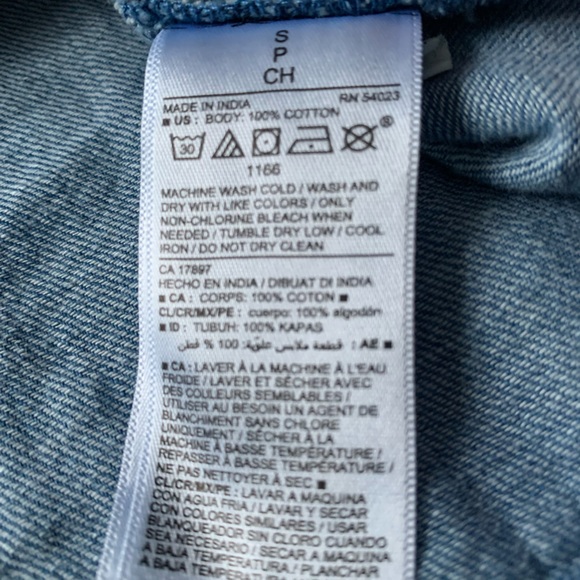 S
P
CH
MADE IN INDIA RN 54023
■ US : BODY: 100% COTTON
30
®
1166
MACHINE WASH COLD / WASH AND
DRY WITH LIKE COLORS / ONLY
NON-CHLORINE BLEACH WHEN
NEEDED / TUMBLE DRY LOW / COOL
IRON / DO NOT DRY CLEAN
CA 17897
HECHO EN INDIA / DIBUAT DI INDIA
■ CA : CORPS: 100% COTON ■
CL/CR/MX/PE : cuerpo: 100% algodón
■ ID : TUBUH: 100% KAPAS
■ AE : قطعة ملابس علوية: 100 % قطن
■ CA : LAVER À LA MACHINE À L'EAU
FROIDE / LAVER ET SÉCHER AVEC
DES COULEURS SEMBLABLES /
UTILISER AU BESOIN UN AGENT DE
BLANCHIMENT SANS CHLORE
UNIQUEMENT / SÉCHER À LA
MACHINE À BASSE TEMPÉRATURE /
REPASSER À BASSE TEMPÉRATURE /
NE PAS NETTOYER À SEC ■
CL/CR/MX/PE : LAVAR A MAQUINA
CON AGUA FRIA / LAVAR Y SECAR
CON COLORES SIMILARES / USAR
BLANQUEADOR SIN CLORO CUANDO
SEA NECESARIO / SECAR A MAQUINA
A BAJA TEMPERATURA / PLANCHAR
A BAJA TEMPERATURA /